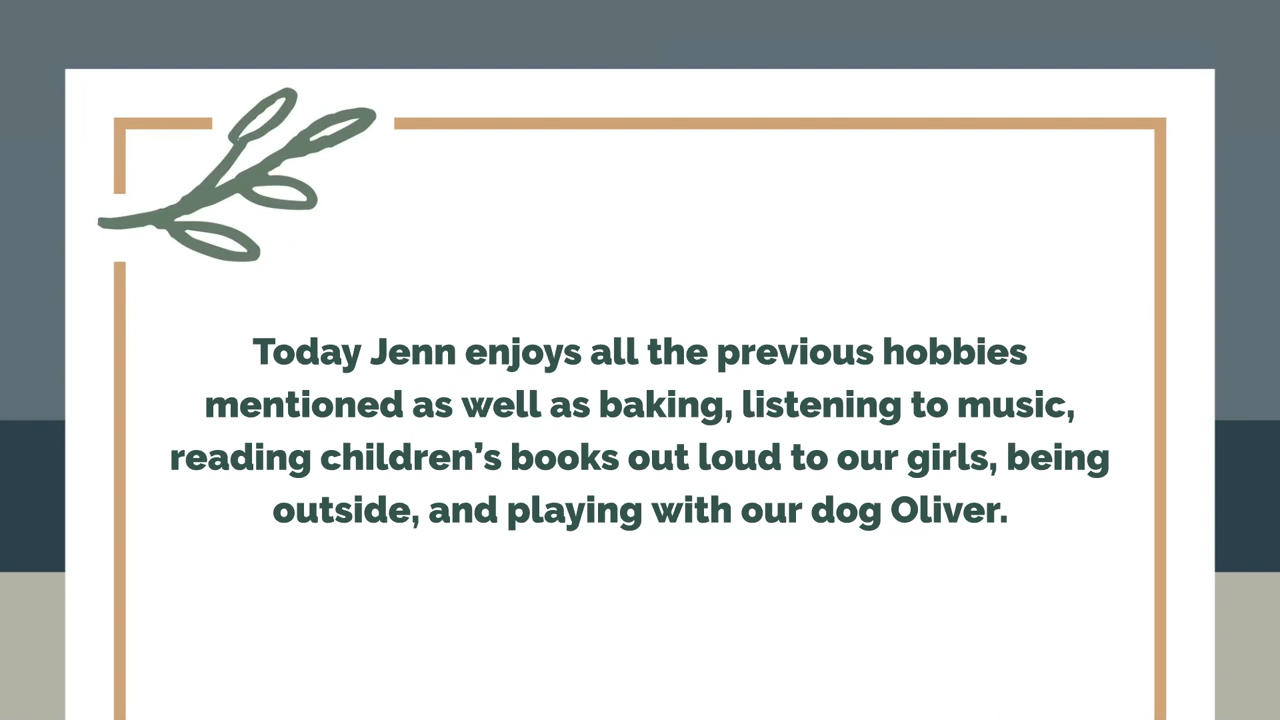 Today Jenn enjoys all the previous hobbies
mentioned as well as baking, listening to music,
reading children’s books out loud to our girls, being
outside, and playing with our dog Oliver.